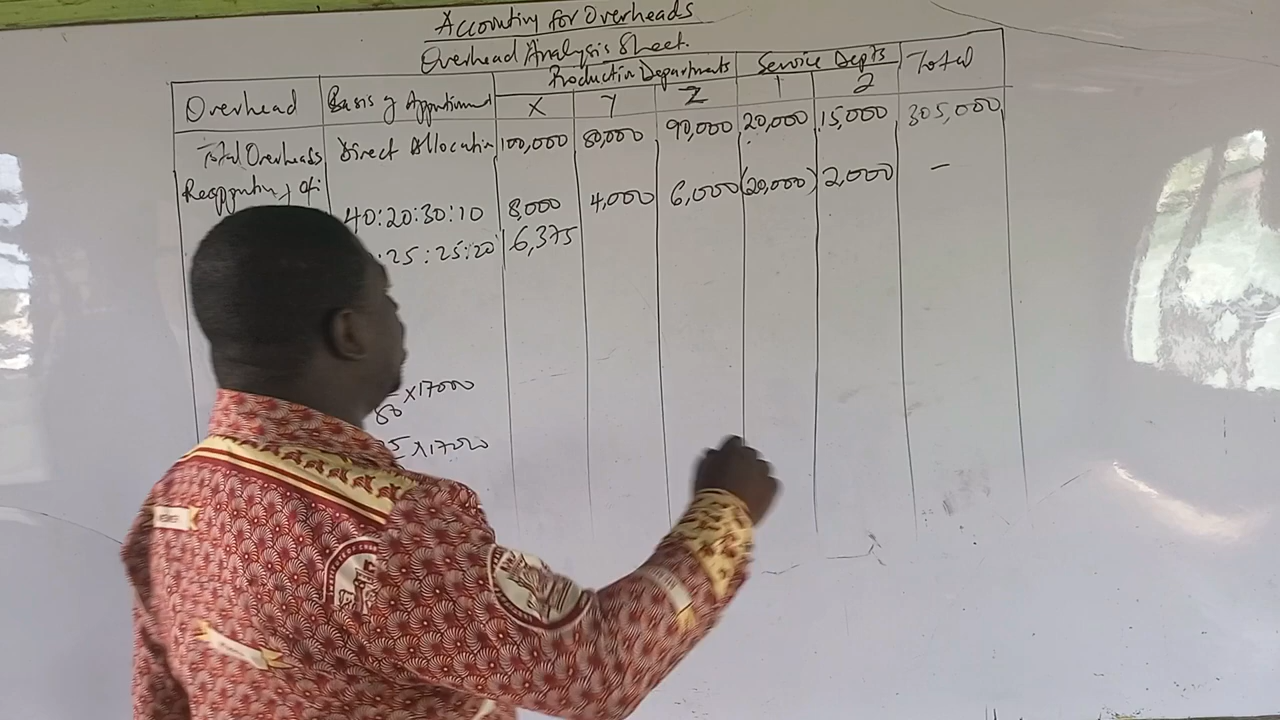 Accounting for Overheads
Overhead Analysis Sheet.
Overhead Basis of Apportionment Production Departments Service Depts Total
X Y Z 1 2
Total Overheads Direct Allocation 100,000 80,000 90,000 20,000 15,000 305,000
40:20:30:10 8,000 4,000 6,000 (20,000) 2,000 –
:25:25:20 6,375
80 x17000
x17000